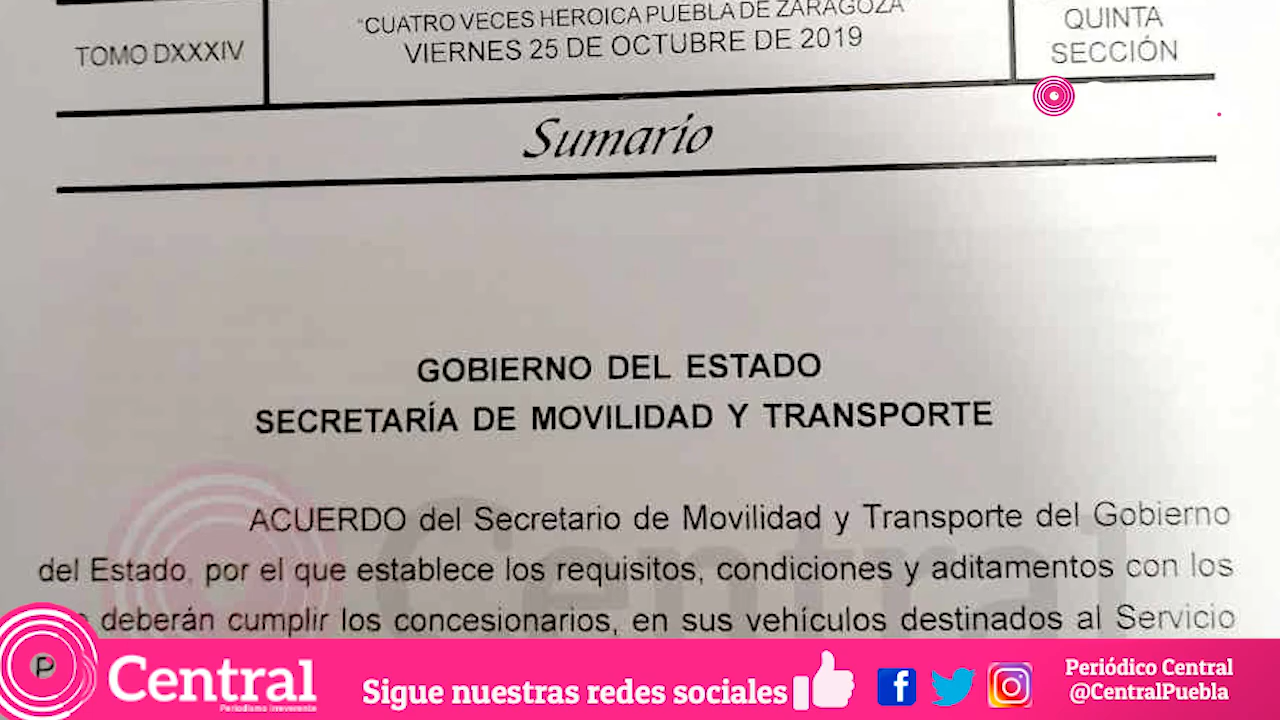 "CUATRO VECES HEROICA PUEBLA DE ZARAGOZA"
TOMO DXXXIV
VIERNES 25 DE OCTUBRE DE 2019
QUINTA
SECCIÓN
Sumario
GOBIERNO DEL ESTADO
SECRETARÍA DE MOVILIDAD Y TRANSPORTE
ACUERDO del Secretario de Movilidad y Transporte del Gobierno
del Estado, por el que establece los requisitos, condiciones y aditamentos con los
deberán cumplir los concesionarios, en sus vehículos destinados al Servicio
Central
P
Central
Periodismo Irreverente
Sigue nuestras redes sociales
Periódico Central
@CentralPuebla